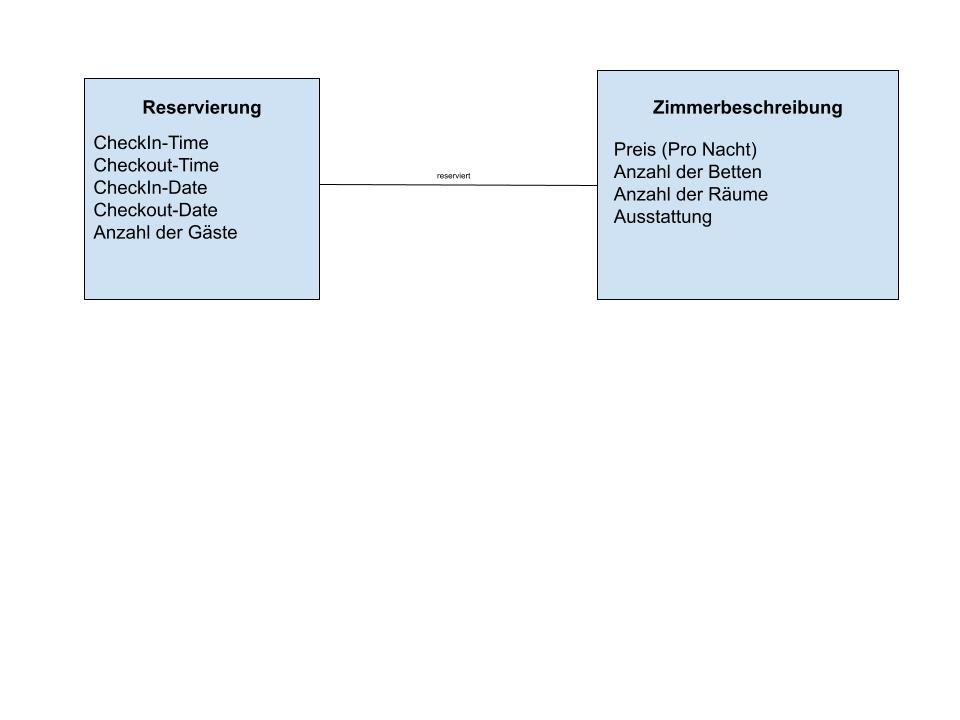 Reservierung
CheckIn-Time
Checkout-Time
CheckIn-Date
Checkout-Date
Anzahl der Gäste
reserviert
Zimmerbeschreibung
Preis (Pro Nacht)
Anzahl der Betten
Anzahl der Räume
Ausstattung